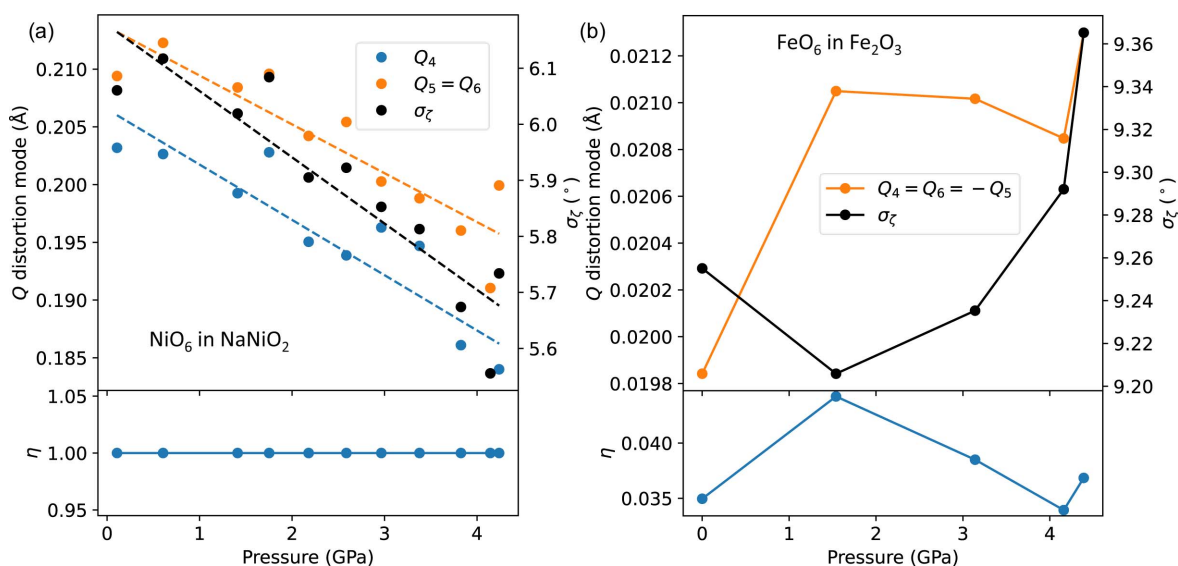 (a)
Q distortion mode (Å)
0.210
0.205
0.200
0.195
0.190
0.185
Q₄
Q₅ = Q₆
σ_ζ
6.1
6.0
5.9
5.8
5.7
5.6
σ_ζ (°)
NiO₆ in NaNiO₂
η
1.05
1.00
0.95
0 1 2 3 4
Pressure (GPa)
(b)
Q distortion mode (Å)
0.0212
0.0210
0.0208
0.0206
0.0204
0.0202
0.0200
0.0198
FeO₆ in Fe₂O₃
Q₄ = Q₆ = −Q₅
σ_ζ
9.36
9.34
9.32
9.30
9.28
9.26
9.24
9.22
9.20
σ_ζ (°)
η
0.040
0.035
0 1 2 3 4
Pressure (GPa)